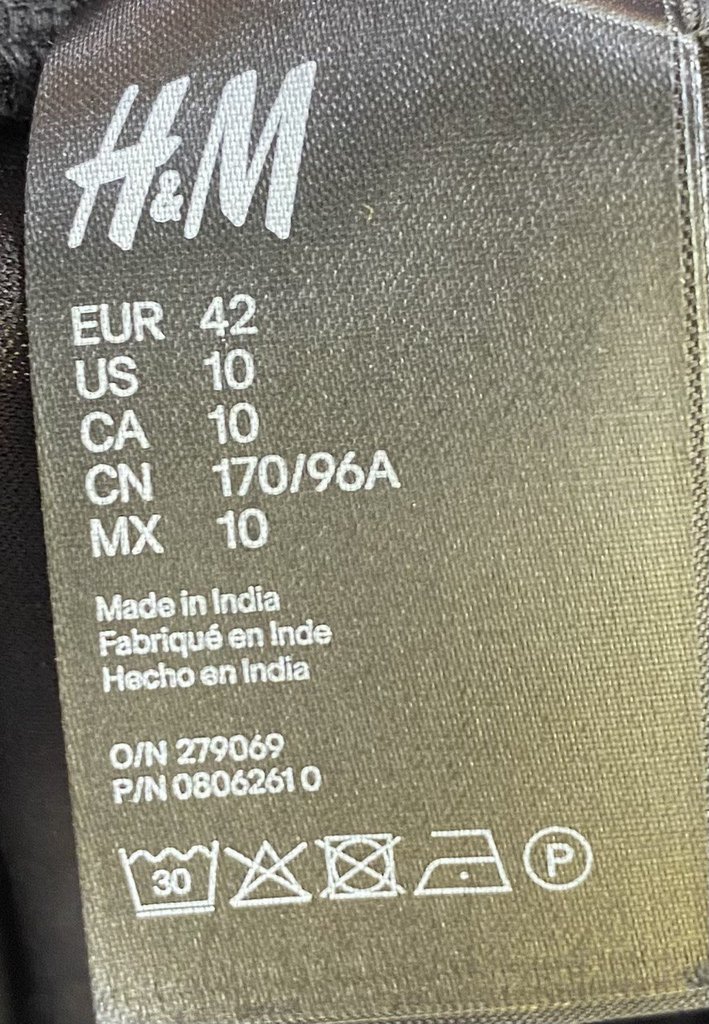 H&M
EUR 42
US 10
CA 10
CN 170/96A
MX 10
Made in India
Fabriqué en Inde
Hecho en India
O/N 279069
P/N 08062610
30 P